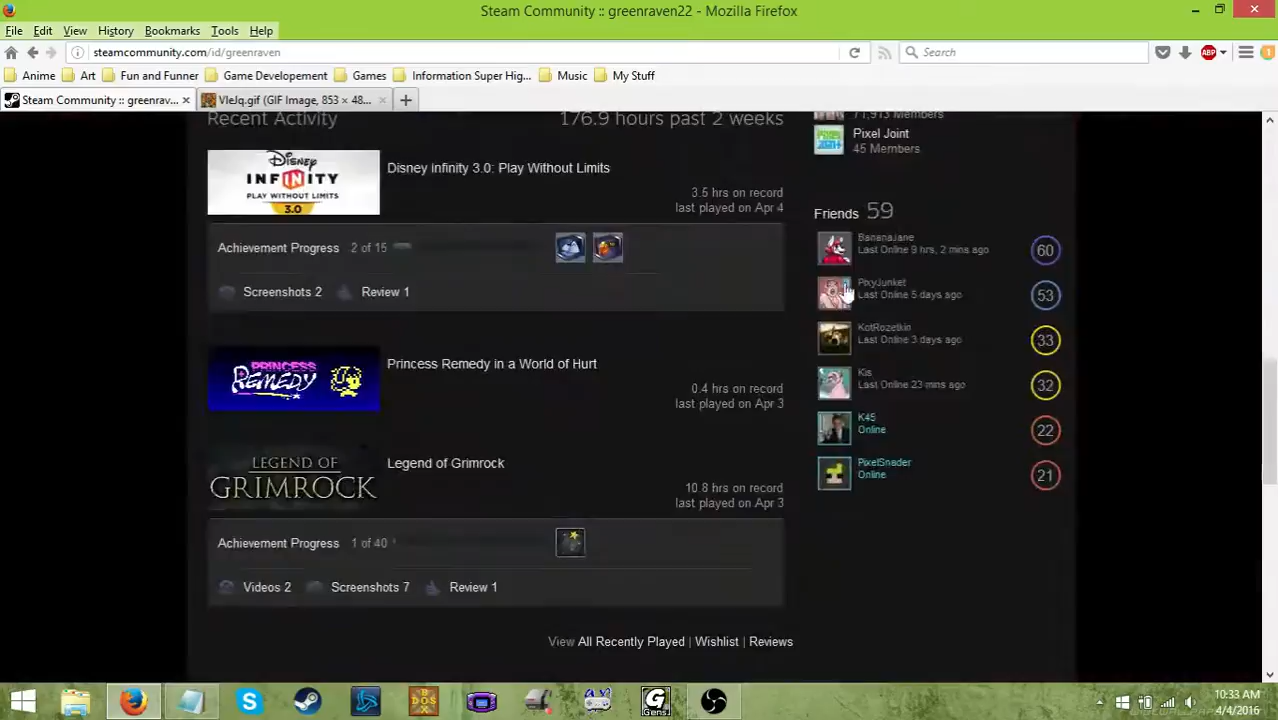 Steam Community :: greenraven22 - Mozilla Firefox
File Edit View History Bookmarks Tools Help
steamcommunity.com/id/greenraven
Search
ABP
Anime Art Fun and Funner Game Developement Games Information Super Hig... Music My Stuff
Steam Community :: greenrav... × VleJq.gif (GIF Image, 853 × 48... ×
Recent Activity 176.9 hours past 2 weeks
71,913 Members
Pixel Joint
45 Members
Disney INFINITY PLAY WITHOUT LIMITS 3.0
Disney Infinity 3.0: Play Without Limits
3.5 hrs on record
last played on Apr 4
Achievement Progress 2 of 15
Screenshots 2 Review 1
PRINCESS REMEDY
Princess Remedy in a World of Hurt
0.4 hrs on record
last played on Apr 3
LEGEND OF GRIMROCK
Legend of Grimrock
10.8 hrs on record
last played on Apr 3
Achievement Progress 1 of 40
Videos 2 Screenshots 7 Review 1
View All Recently Played | Wishlist | Reviews
Friends 59
BananaJane
Last Online 9 hrs, 2 mins ago
60
PixyJunket
Last Online 5 days ago
53
KotRozetkin
Last Online 3 days ago
33
Kis
Last Online 23 mins ago
32
K45
Online
22
PixelSnader
Online
21
DOS
Gens
10:33 AM
4/4/2016